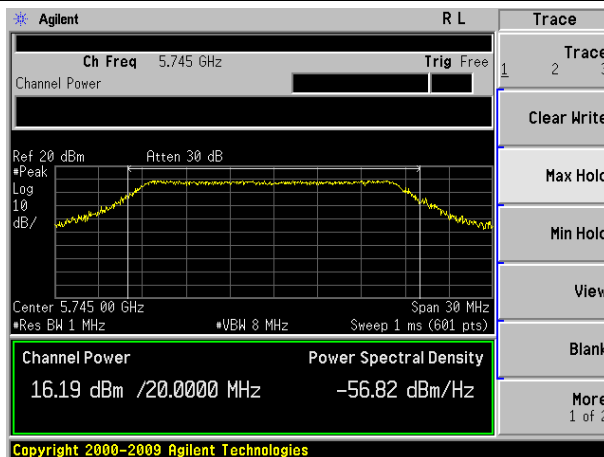 Agilent R L Trace
Ch Freq 5.745 GHz Trig Free
Channel Power
Trace
1 2 3
Clear Write
Max Hold
Min Hold
View
Blank
More
1 of 2
Ref 20 dBm Atten 30 dB
#Peak
Log
10
dB/
Center 5.745 00 GHz Span 30 MHz
#Res BW 1 MHz #VBW 8 MHz Sweep 1 ms (601 pts)
Channel Power Power Spectral Density
16.19 dBm /20.0000 MHz -56.82 dBm/Hz
Copyright 2000-2009 Agilent Technologies